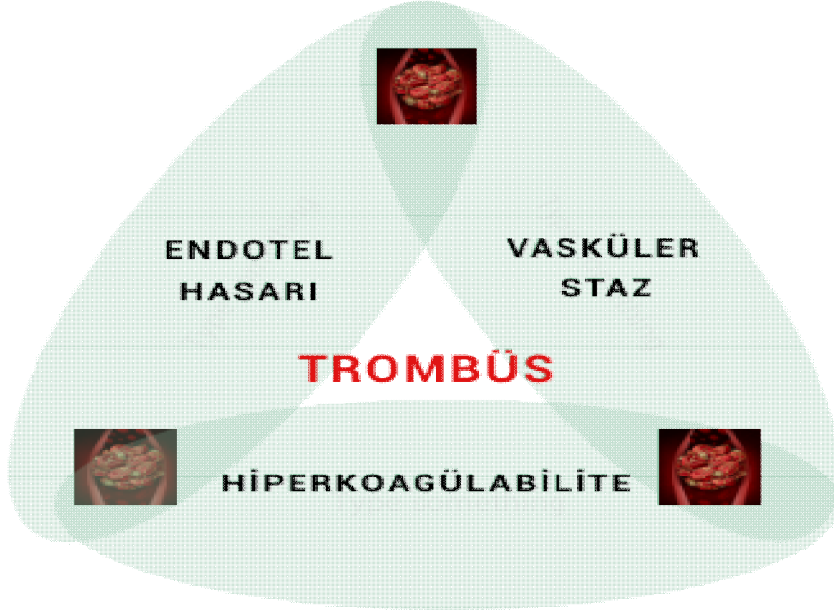 ENDOTEL
HASARI
VASKÜLER
STAZ
TROMBÜS
HİPERKOAGÜLABİLİTE